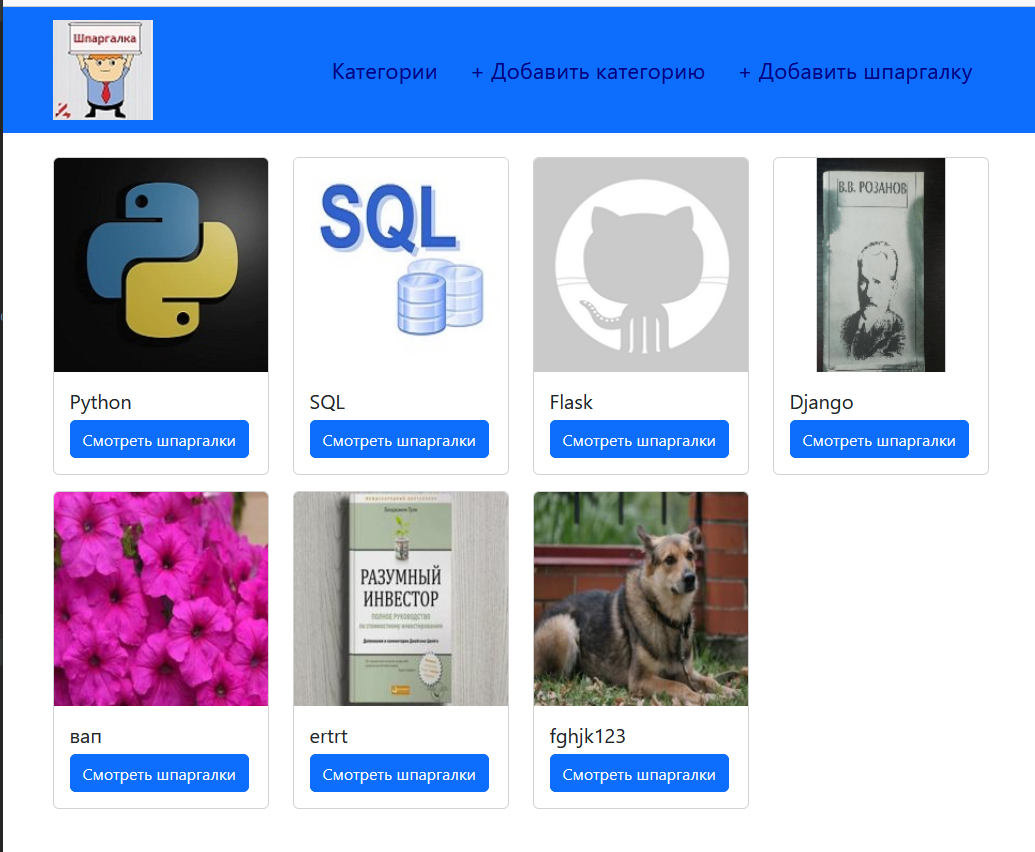 Шпаргалка
Категории
+ Добавить категорию
+ Добавить шпаргалку
SQL
В.В. РОЗАНОВ
Python
SQL
Flask
Django
Смотреть шпаргалки
Смотреть шпаргалки
Смотреть шпаргалки
Смотреть шпаргалки
РАЗУМНЫЙ
ИНВЕСТОР
ПОЛНОЕ РУКОВОДСТВО
вап
ertrt
fghjk123
Смотреть шпаргалки
Смотреть шпаргалки
Смотреть шпаргалки